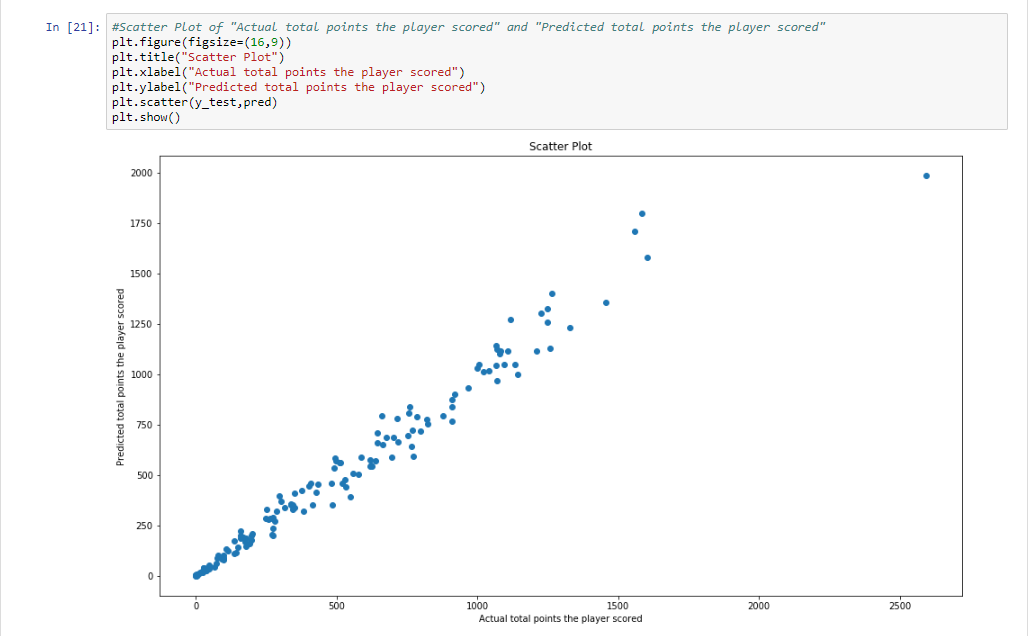 In [21]: #Scatter Plot of "Actual total points the player scored" and "Predicted total points the player scored"
plt.figure(figsize=(16,9))
plt.title("Scatter Plot")
plt.xlabel("Actual total points the player scored")
plt.ylabel("Predicted total points the player scored")
plt.scatter(y_test,pred)
plt.show()
Scatter Plot
Predicted total points the player scored
2000
1750
1500
1250
1000
750
500
250
0
0 500 1000 1500 2000 2500
Actual total points the player scored